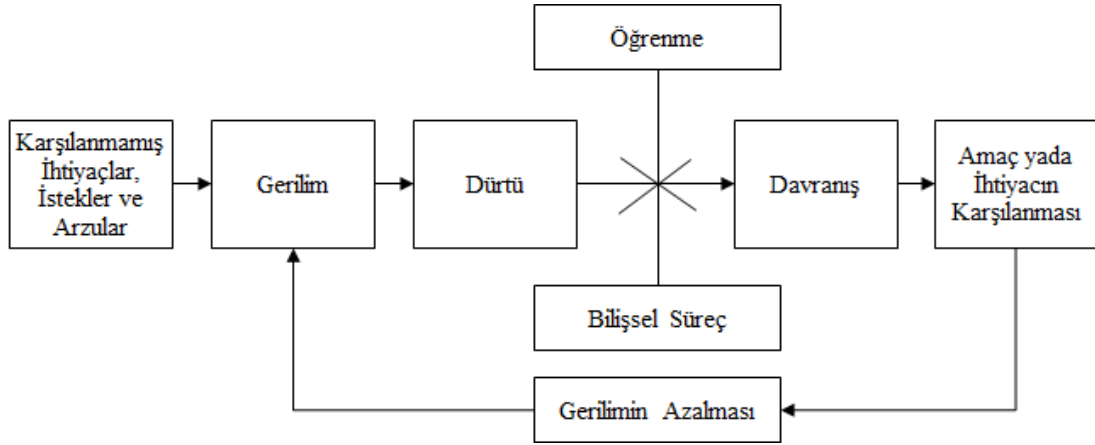 Öğrenme
Karşılanmamış
İhtiyaçlar,
İstekler ve
Arzular
Gerilim
Dürtü
Davranış
Amaç yada
İhtiyacın
Karşılanması
Bilişsel Süreç
Gerilimin Azalması